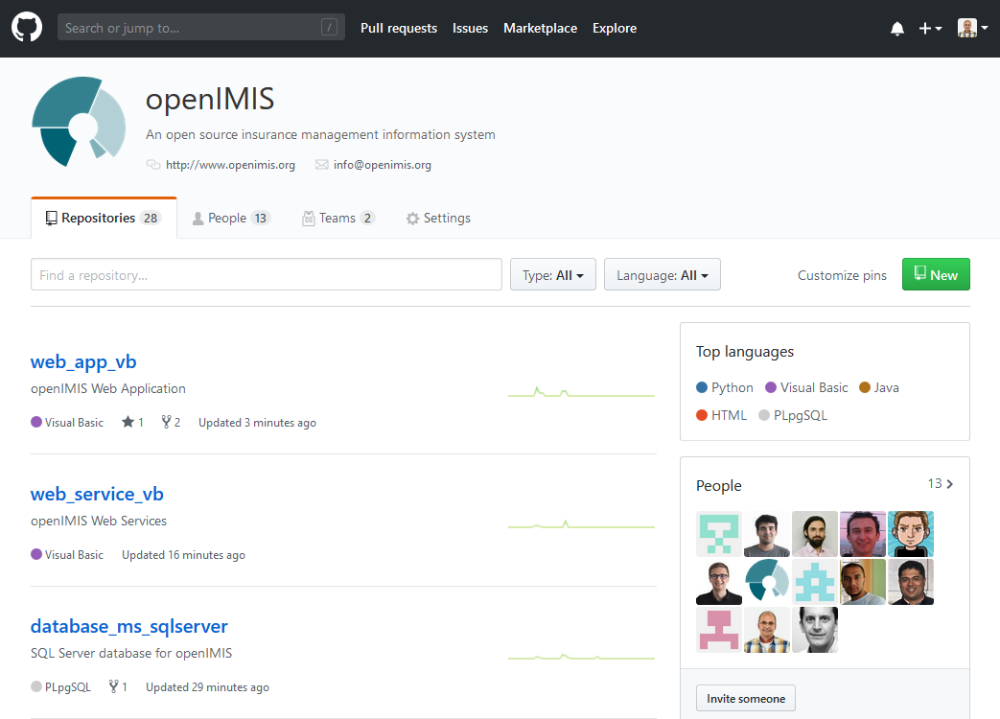 Search or jump to... /
Pull requests Issues Marketplace Explore
openIMIS
An open source insurance management information system
http://www.openimis.org info@openimis.org
Repositories 28 People 13 Teams 2 Settings
Find a repository... Type: All Language: All Customize pins New
web_app_vb
openIMIS Web Application
Visual Basic 1 2 Updated 3 minutes ago
web_service_vb
openIMIS Web Services
Visual Basic Updated 16 minutes ago
database_ms_sqlserver
SQL Server database for openIMIS
PLpgSQL 1 Updated 29 minutes ago
Top languages
Python Visual Basic Java
HTML PLpgSQL
People 13
Invite someone